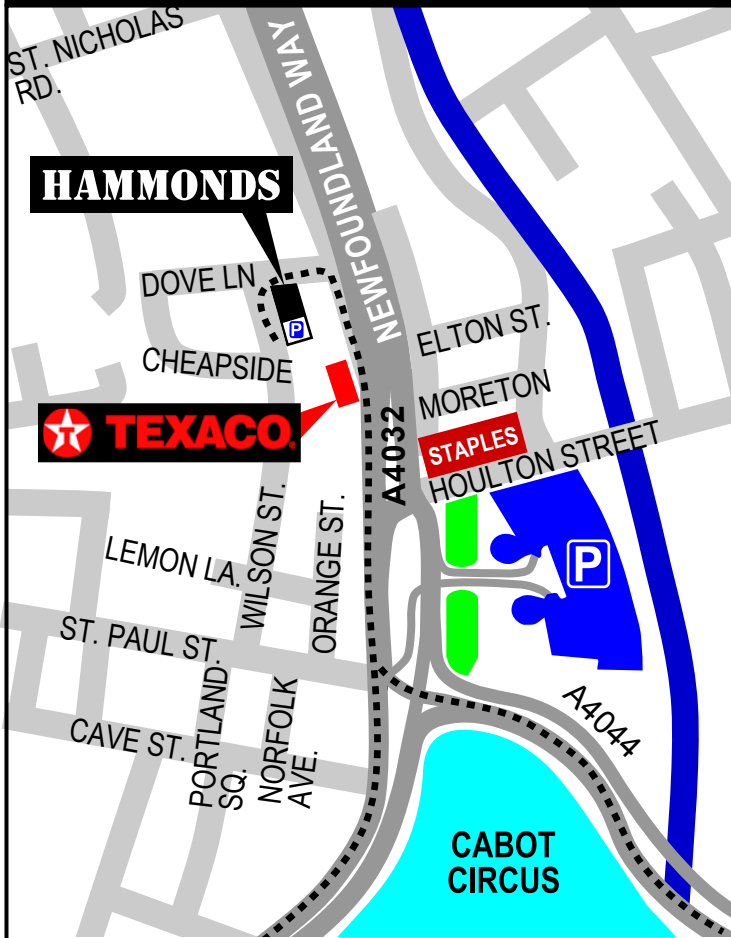 ST. NICHOLAS
RD.
NEWFOUNDLAND WAY
HAMMONDS
DOVE LN
P
CHEAPSIDE
ELTON ST.
MORETON
TEXACO
STAPLES
A4032
HOULTON STREET
WILSON ST.
ORANGE ST.
LEMON LA.
P
ST. PAUL ST.
PORTLAND
SQ.
NORFOLK
AVE.
CAVE ST.
A4044
CABOT
CIRCUS